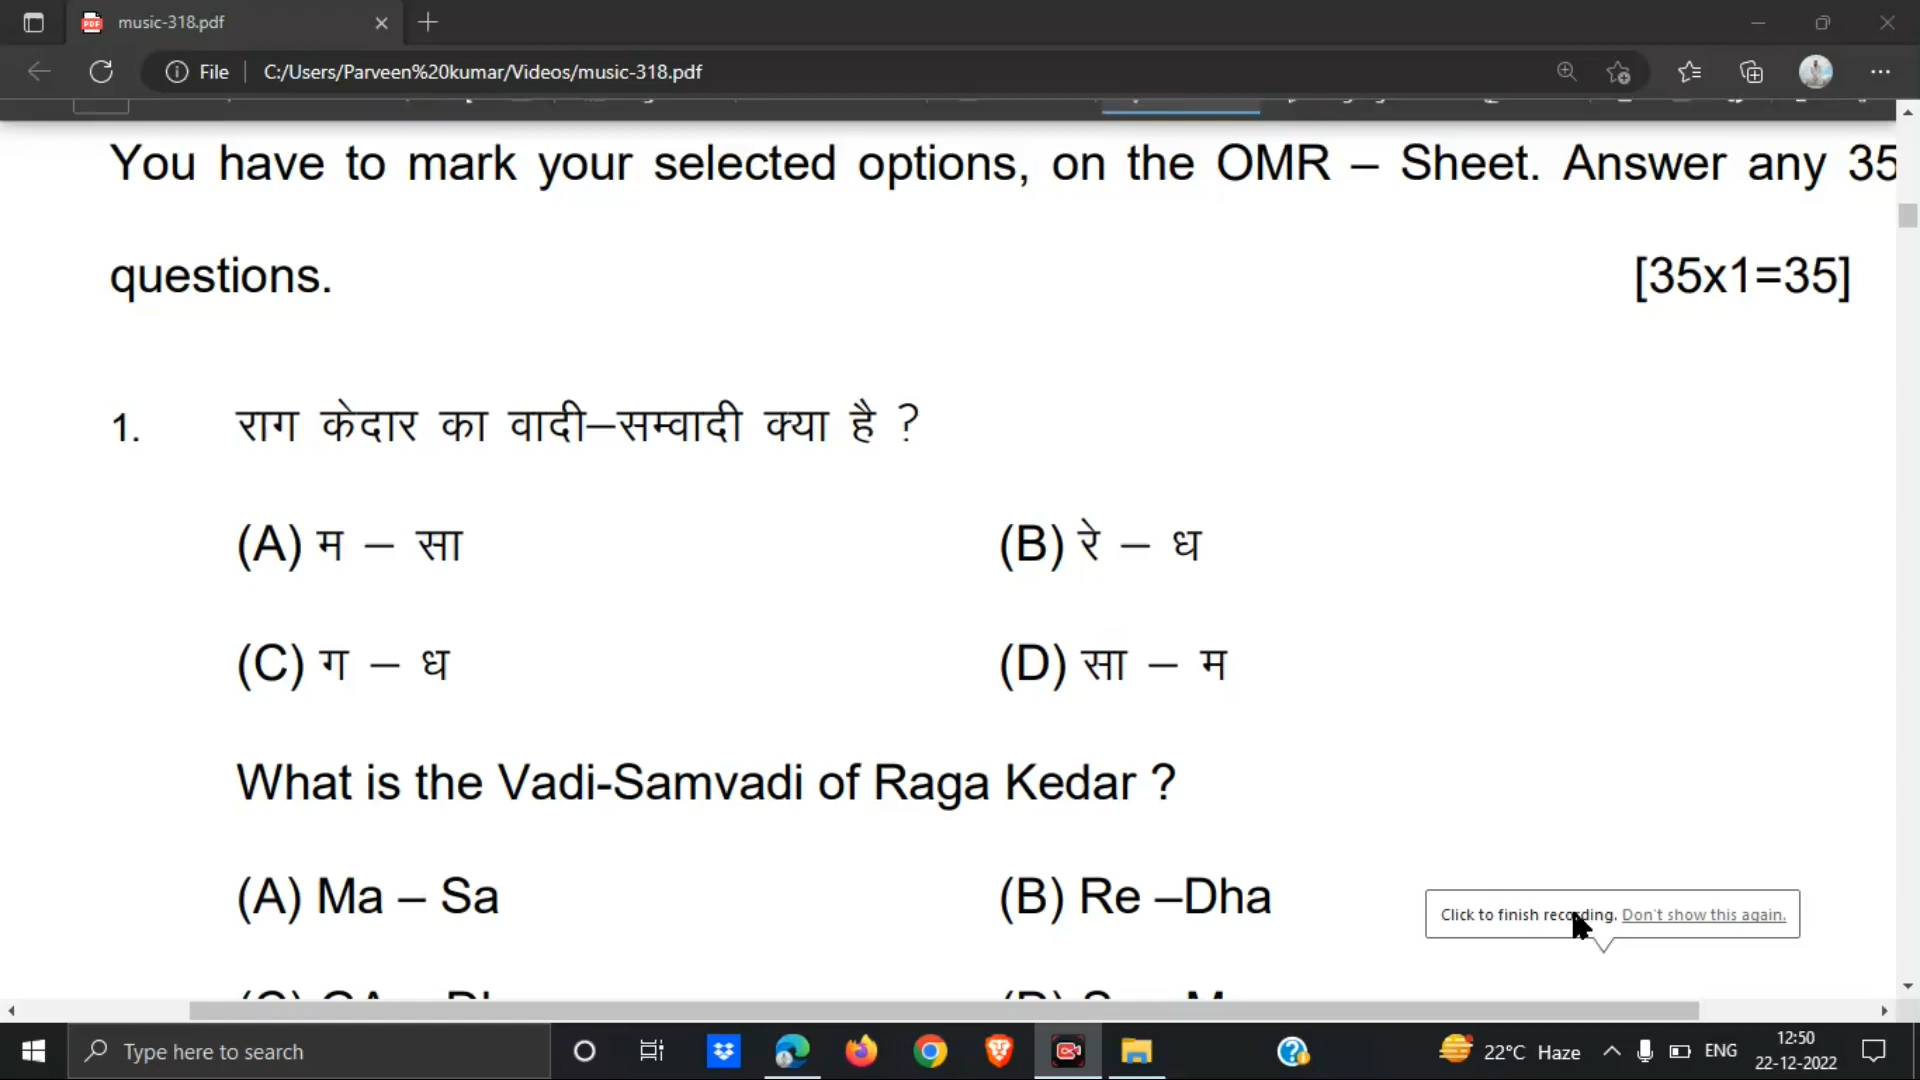 music-318.pdf
File C:/Users/Parveen%20kumar/Videos/music-318.pdf
You have to mark your selected options, on the OMR – Sheet. Answer any 35
questions. [35x1=35]
1. राग केदार का वादी–सम्वादी क्या है ?
(A) म – सा (B) रे – ध
(C) ग – ध (D) सा – म
What is the Vadi-Samvadi of Raga Kedar ?
(A) Ma – Sa (B) Re –Dha
Click to finish recording. Don't show this again.
Type here to search
22°C Haze ENG
12:50
22-12-2022